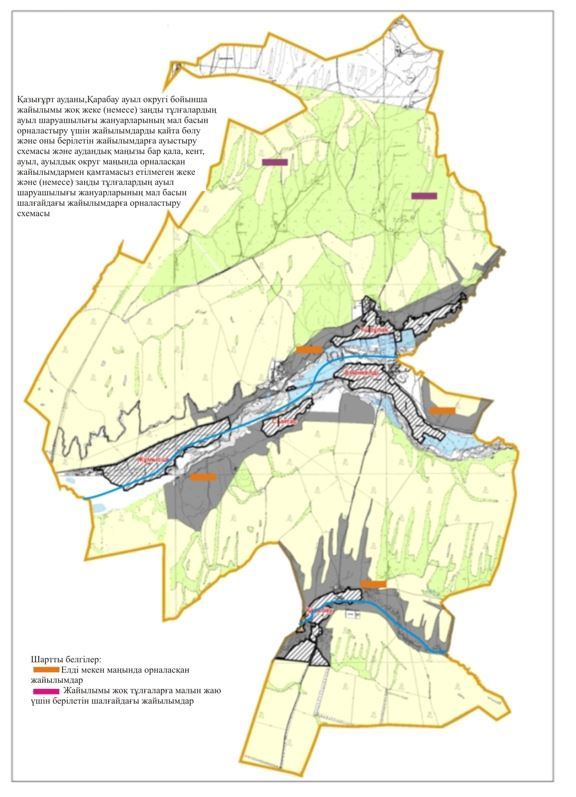 Қазығұрт ауданы,Қарабау ауыл округі бойынша
жайылымы жоқ жеке (немесе) заңды тұлғалардың
ауыл шаруашылығы жануарларының мал басын
орналастыру үшін жайылымдарды қайта бөлу
және оны берілетін жайылымдарға ауыстыру
схемасы және аудандық маңызы бар қала, кент,
ауыл, ауылдық округ маңында орналасқан
жайылымдармен қамтамасыз етілмеген жеке
және (немесе) заңды тұлғалардың ауыл
шаруашылығы жануарларының мал басын
шалғайдағы жайылымдарға орналастыру
схемасы
Шартты белгілер:
Елді мекен маңында орналасқан
жайылымдар
Жайылымы жоқ тұлғаларға малын жаю
үшін берілетін шалғайдағы жайылымдар